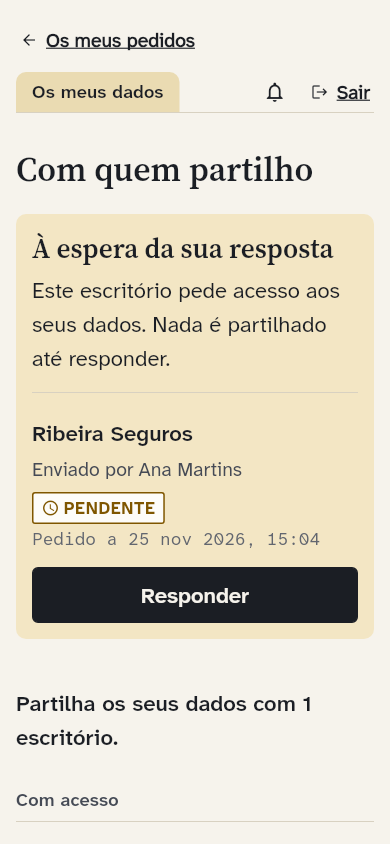 Os meus pedidos
Os meus dados
Sair
Com quem partilho
À espera da sua resposta
Este escritório pede acesso aos
seus dados. Nada é partilhado
até responder.
Ribeira Seguros
Enviado por Ana Martins
PENDENTE
Pedido a 25 nov 2026, 15:04
Responder
Partilha os seus dados com 1
escritório.
Com acesso